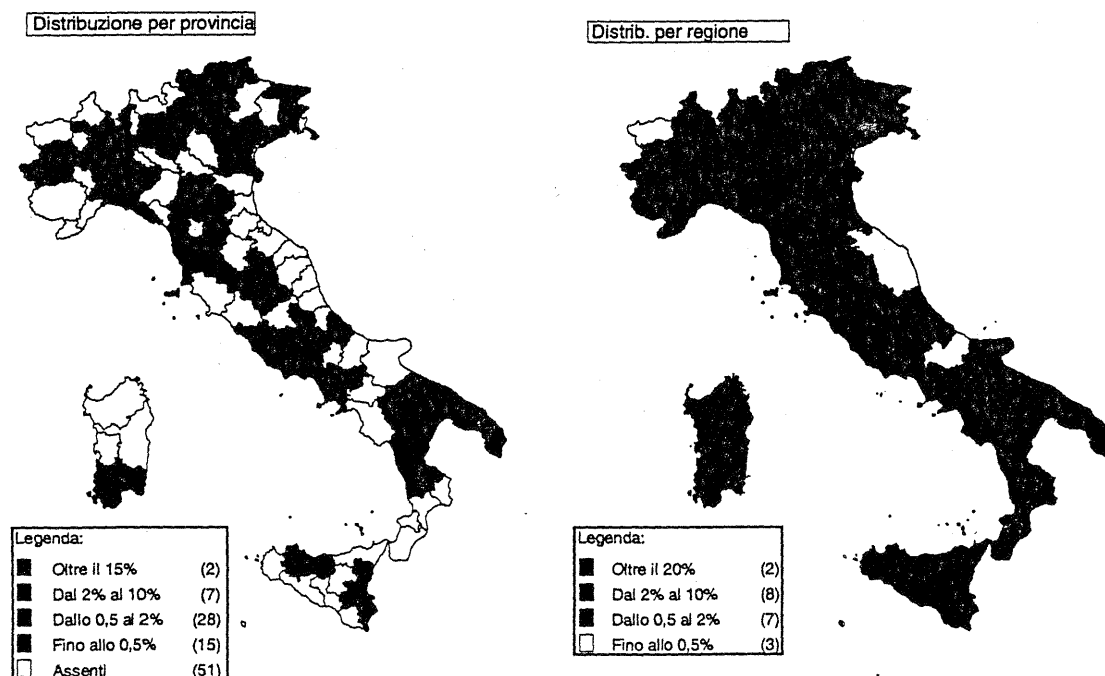 Distribuzione per provincia
Distrib. per regione
Legenda:
Oltre il 15% (2)
Dal 2% al 10% (7)
Dallo 0,5 al 2% (28)
Fino allo 0,5% (15)
Assenti (51)
Legenda:
Oltre il 20% (2)
Dal 2% al 10% (8)
Dallo 0,5 al 2% (7)
Fino allo 0,5% (3)